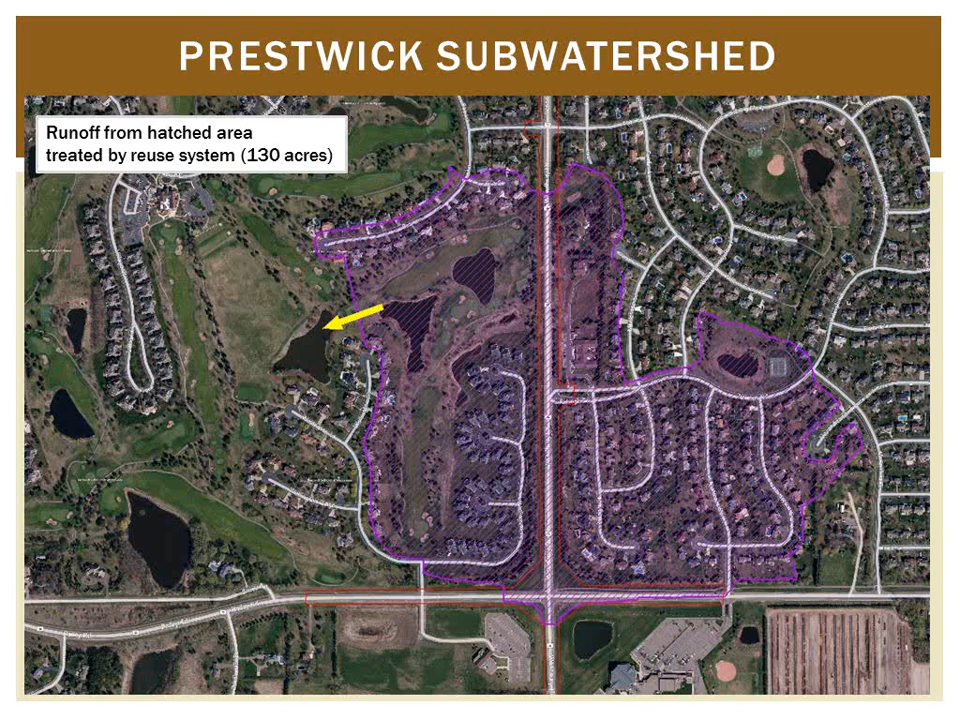 PRESTWICK SUBWATERSHED
Runoff from hatched area
treated by reuse system (130 acres)